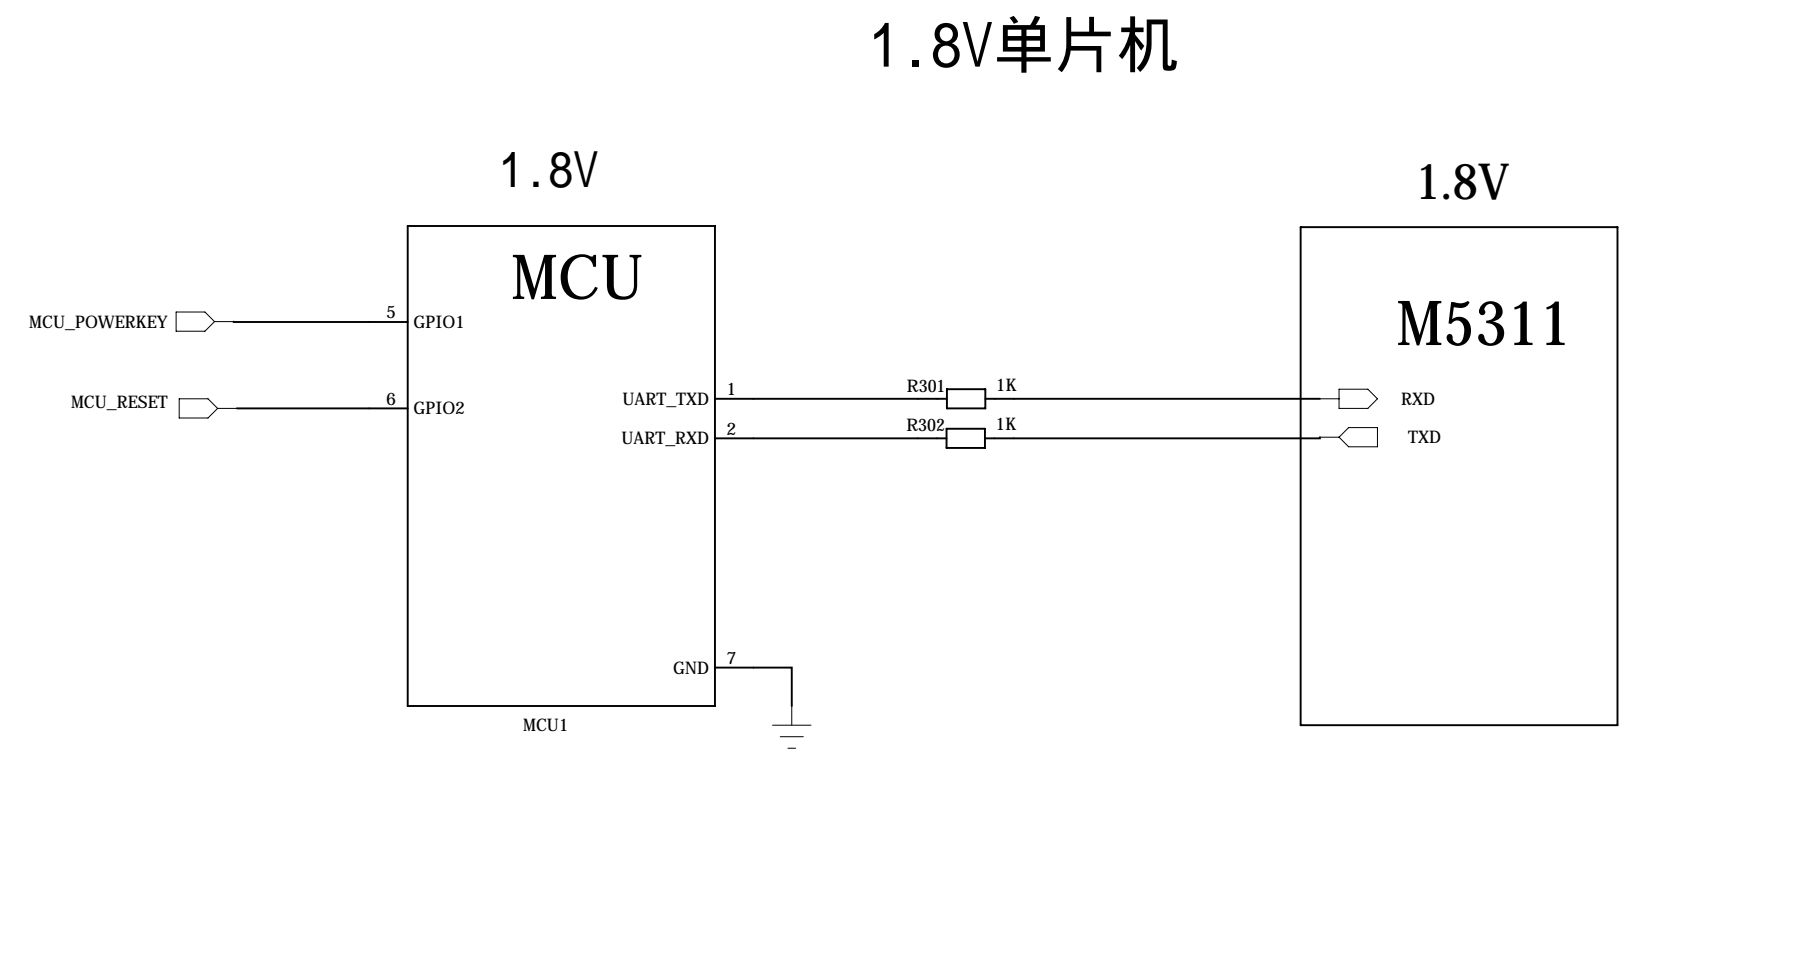 1.8V单片机
1.8V
1.8V
MCU
M5311
MCU_POWERKEY
5
GPIO1
MCU_RESET
6
GPIO2
UART_TXD
1
R301
1K
RXD
UART_RXD
2
R302
1K
TXD
GND
7
MCU1